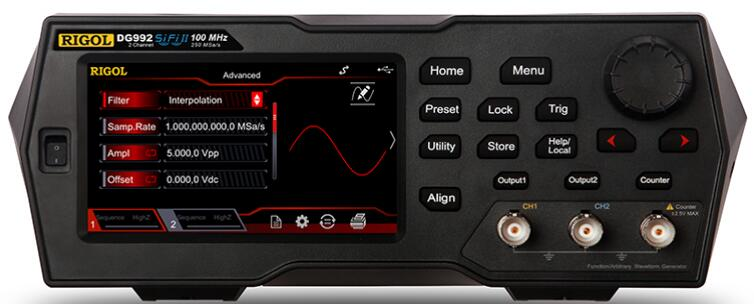 RIGOL DG992 SiFi II 100 MHz
2 Channel 250 MSa/s
RIGOL
Advanced
Filter Interpolation
Samp.Rate 1.000,000,000,0 MSa/s
Ampl 5.000,0 Vpp
Offset 0.000,0 Vdc
1 Sequence HighZ
2 Sequence HighZ
Home Menu
Preset Lock Trig
Utility Store Help/
Local
Align
Output1 Output2 Counter
CH1 CH2 Counter
±2.5V MAX
Function/Arbitrary Waveform Generator